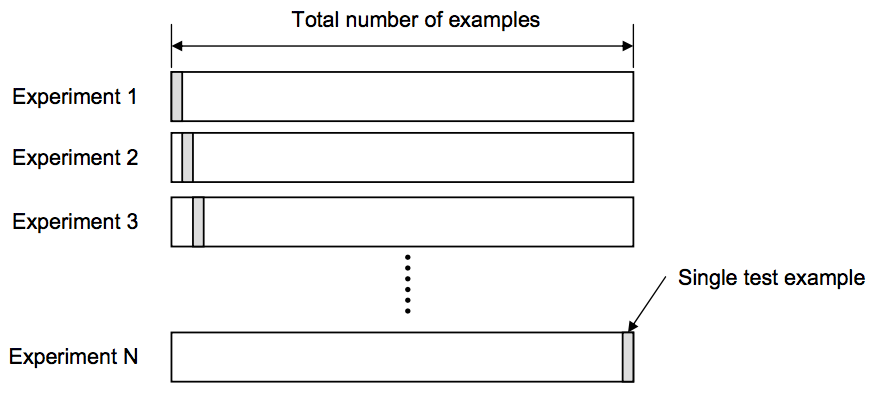 Total number of examples
Experiment 1
Experiment 2
Experiment 3
Single test example
Experiment N